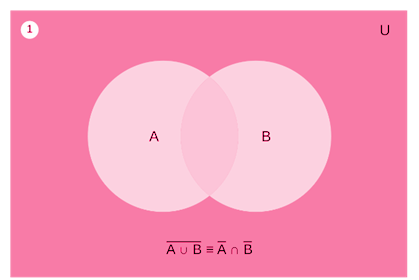 1
U
A
B
A̅ ̅∪̅ ̅B̅ ≡ A̅ ∩ B̅